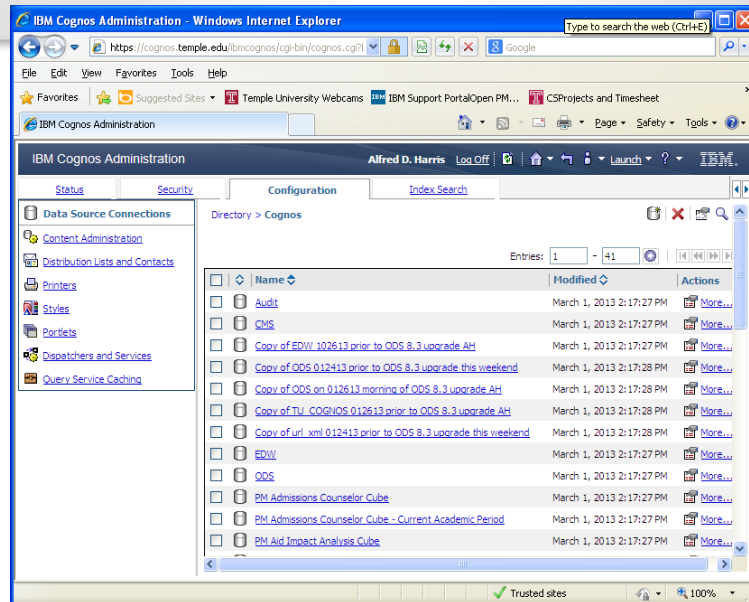 IBM Cognos Administration - Windows Internet Explorer
Type to search the web (Ctrl+E)
https://cognos.temple.edu/ibmcognos/cgi-bin/cognos.cgi?l
Google
File Edit View Favorites Tools Help
Favorites Suggested Sites Temple University Webcams IBM IBM Support PortalOpen PM... CSProjects and Timesheet
IBM Cognos Administration
Page Safety Tools
IBM Cognos Administration Alfred D. Harris Log Off Launch ? IBM.
Status Security Configuration Index Search
Data Source Connections
Content Administration
Distribution Lists and Contacts
Printers
Styles
Portlets
Dispatchers and Services
Query Service Caching
Directory > Cognos
Entries: 1 - 41
Name Modified Actions
Audit March 1, 2013 2:17:27 PM More...
CMS March 1, 2013 2:17:27 PM More...
Copy of EDW 102613 prior to ODS 8.3 upgrade AH March 1, 2013 2:17:27 PM More...
Copy of ODS 012413 prior to ODS 8.3 upgrade this weekend March 1, 2013 2:17:28 PM More...
Copy of ODS on 012613 morning of ODS 8.3 upgrade AH March 1, 2013 2:17:28 PM More...
Copy of TU_COGNOS 012613 prior to ODS 8.3 upgrade AH March 1, 2013 2:17:28 PM More...
Copy of url_xml 012413 prior to ODS 8.3 upgrade this weekend March 1, 2013 2:17:28 PM More...
EDW March 1, 2013 2:17:27 PM More...
ODS March 1, 2013 2:17:27 PM More...
PM Admissions Counselor Cube March 1, 2013 2:17:27 PM More...
PM Admissions Counselor Cube - Current Academic Period March 1, 2013 2:17:27 PM More...
PM Aid Impact Analysis Cube March 1, 2013 2:17:27 PM More...
Trusted sites 100%